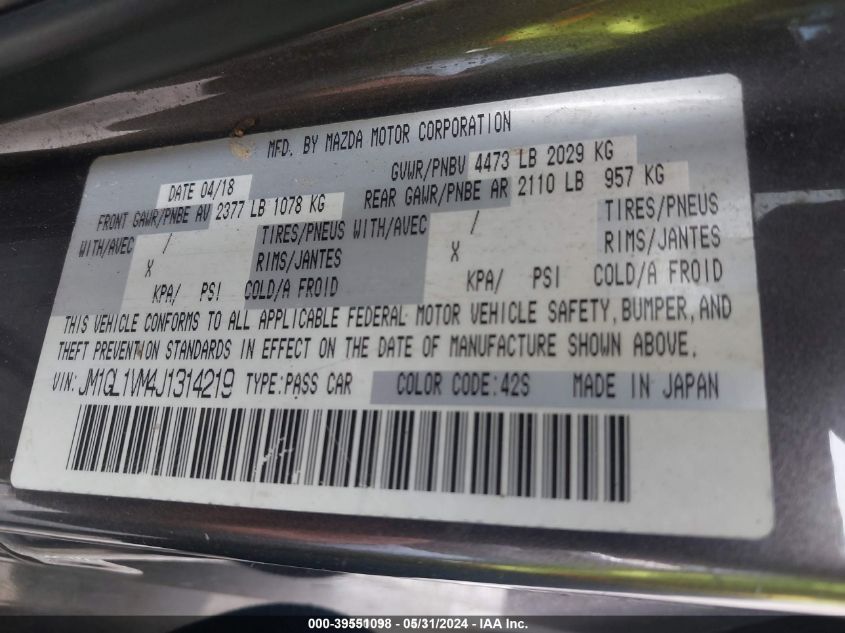 MFD. BY MAZDA MOTOR CORPORATION
DATE 04/18 GVWR/PNBV 4473 LB 2029 KG
FRONT GAWR/PNBE AV 2377 LB 1078 KG REAR GAWR/PNBE AR 2110 LB 957 KG
WITH/AVEC / TIRES/PNEUS WITH/AVEC / TIRES/PNEUS
X RIMS/JANTES X RIMS/JANTES
KPA/ PSI COLD/A FROID KPA/ PSI COLD/A FROID
THIS VEHICLE CONFORMS TO ALL APPLICABLE FEDERAL MOTOR VEHICLE SAFETY, BUMPER, AND
THEFT PREVENTION STANDARDS IN EFFECT ON THE DATE OF MANUFACTURE SHOWN ABOVE.
VIN: JM1GL1VM4J1314219 TYPE:PASS CAR COLOR CODE:42S MADE IN JAPAN
000-39551098 - 05/31/2024 - IAA Inc.